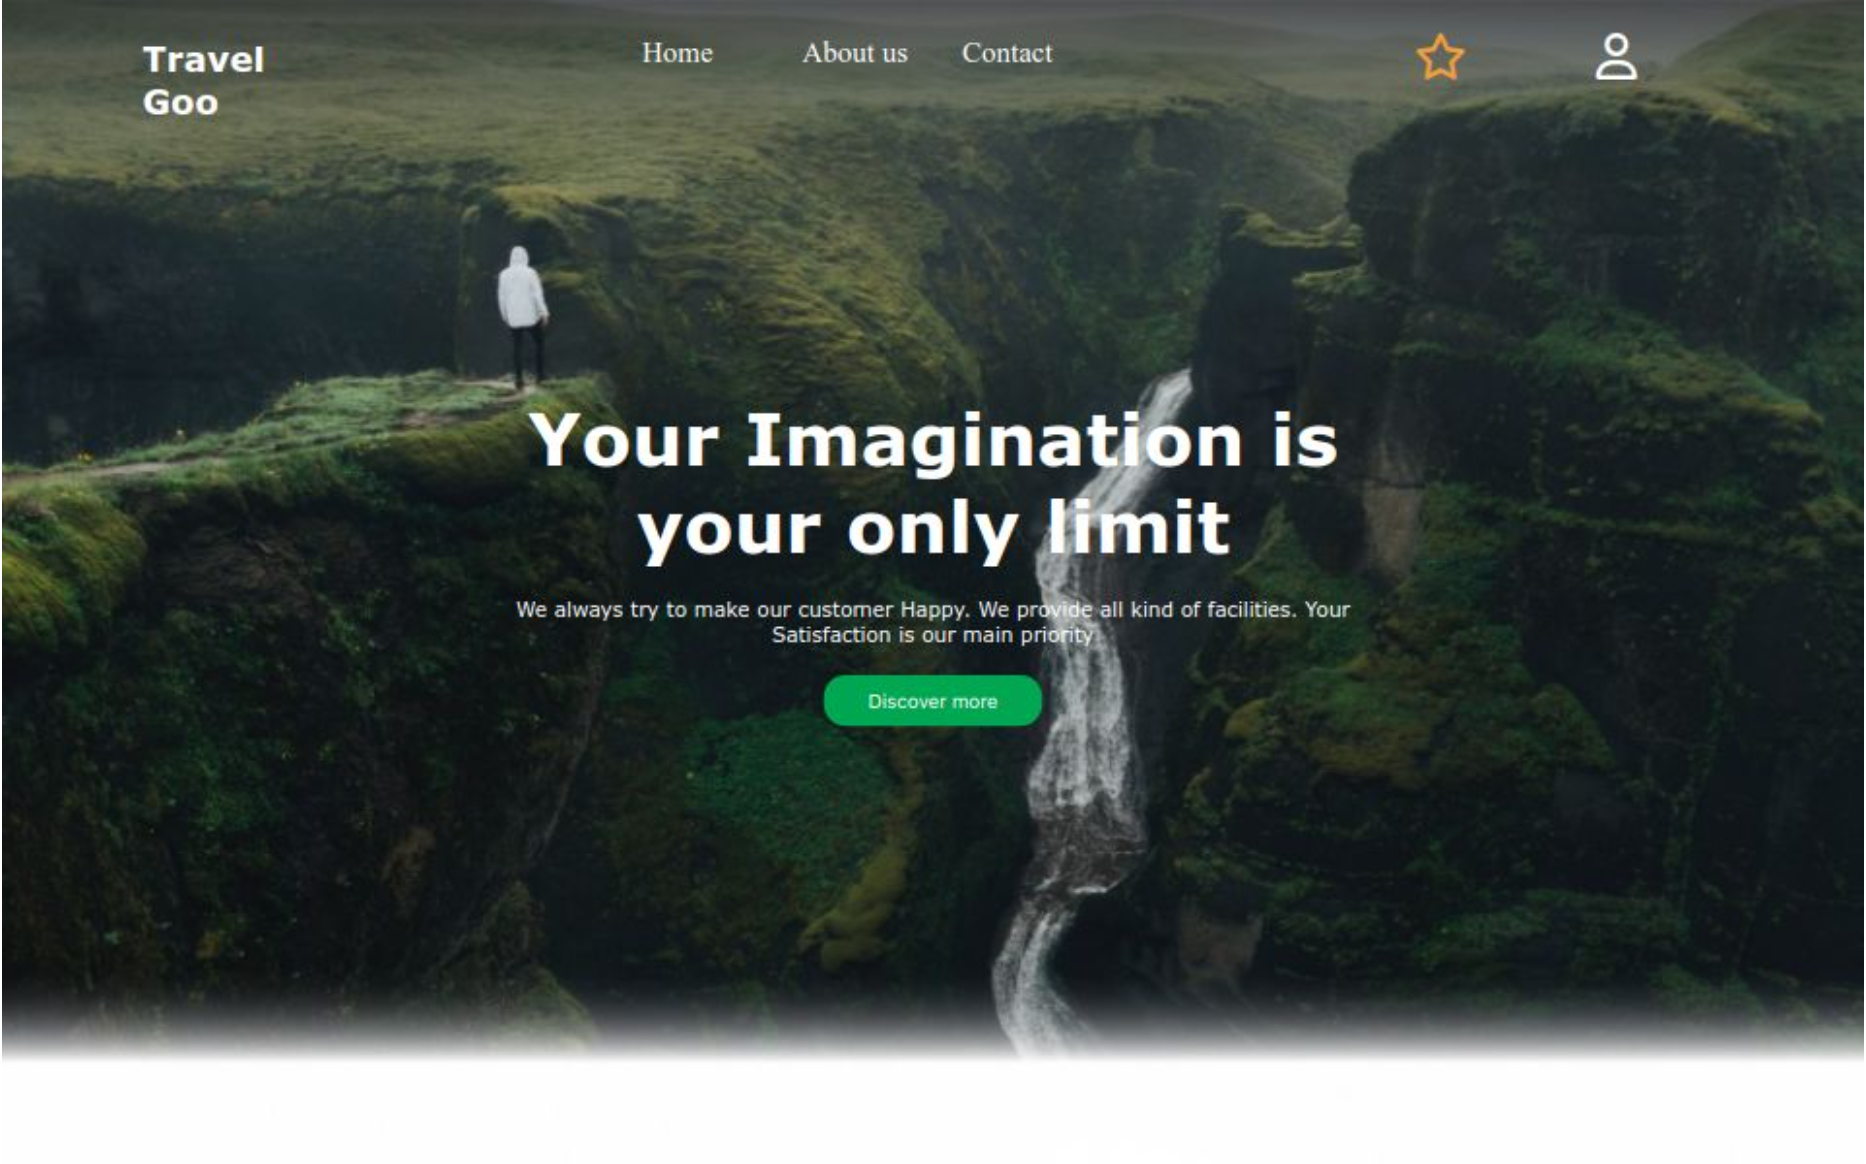 Travel
Goo
Home About us Contact
Your Imagination is
your only limit
We always try to make our customer Happy. We provide all kind of facilities. Your
Satisfaction is our main priority
Discover more